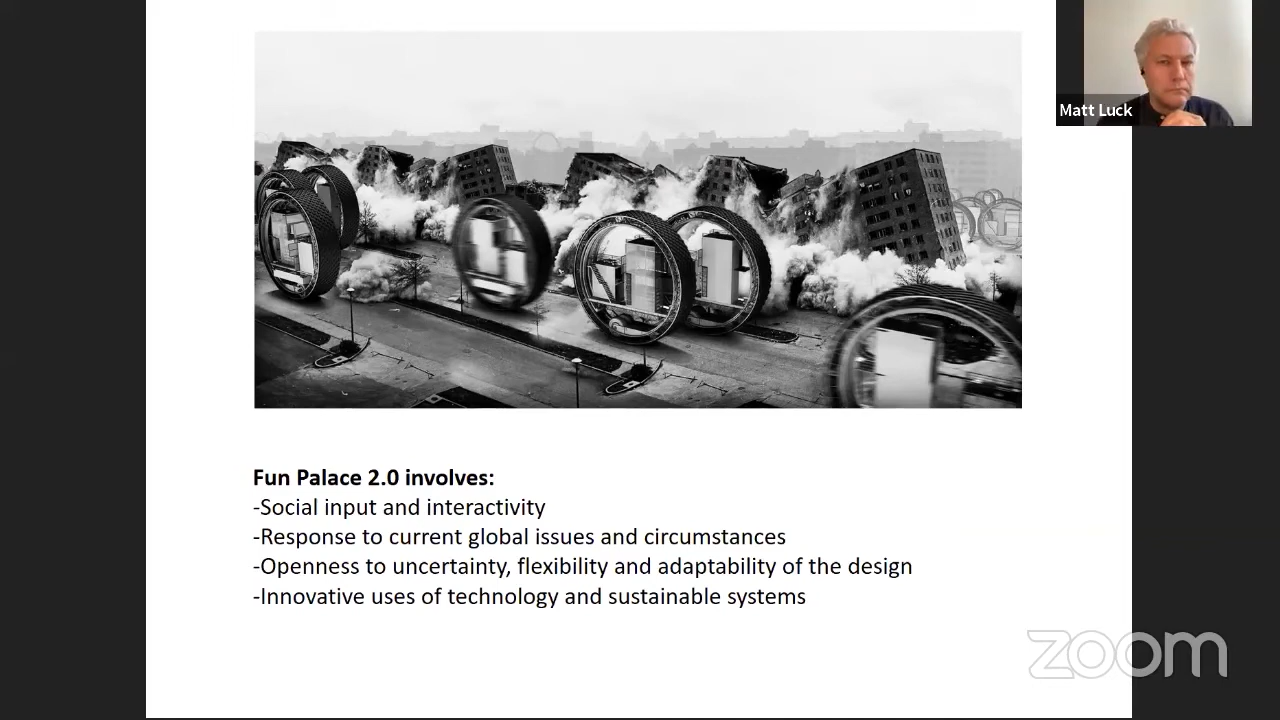 Matt Luck
Fun Palace 2.0 involves:
-Social input and interactivity
-Response to current global issues and circumstances
-Openness to uncertainty, flexibility and adaptability of the design
-Innovative uses of technology and sustainable systems
zoom